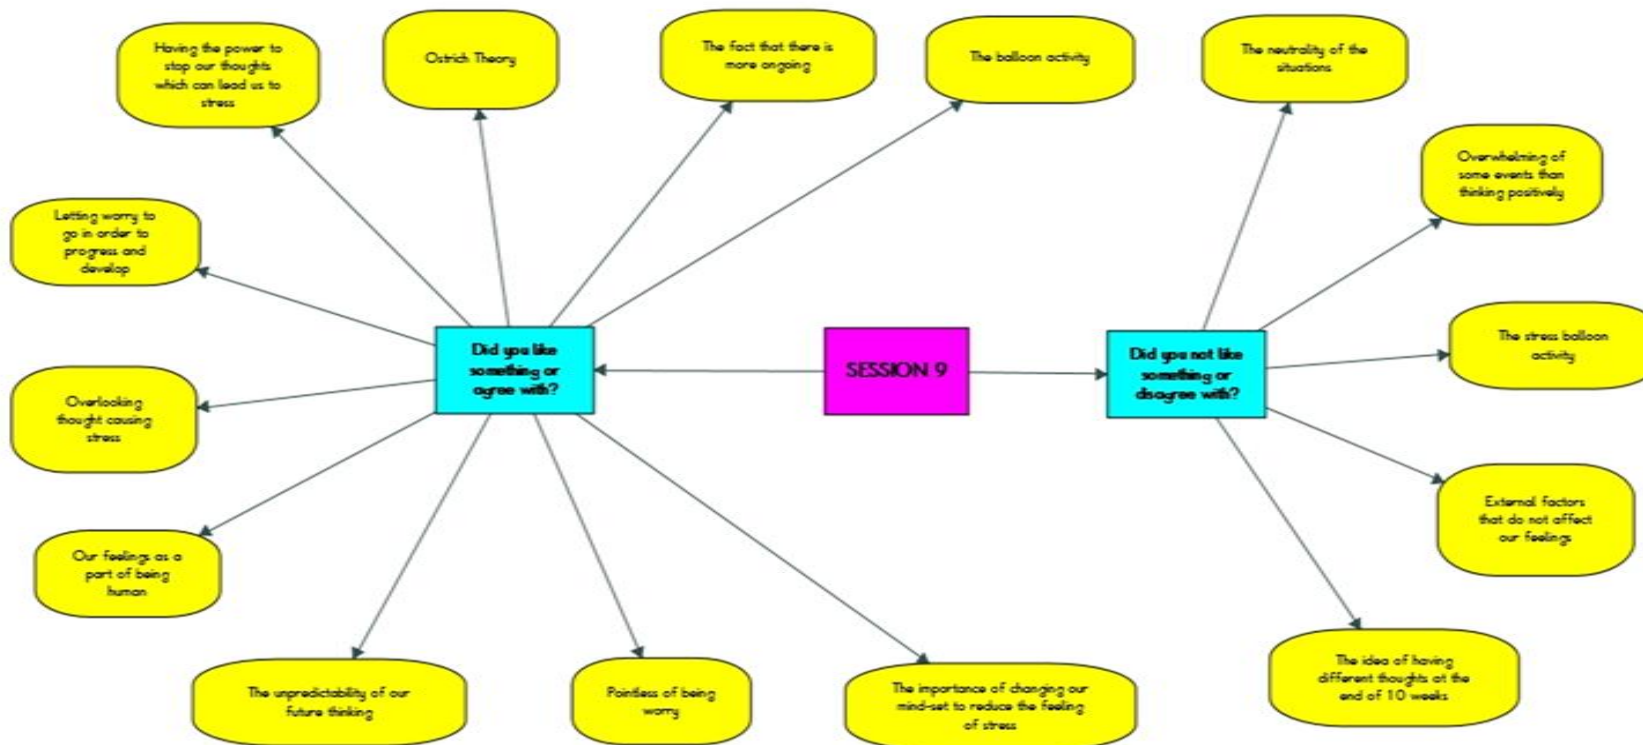 Having the power to
stop our thoughts
which can lead us to
stress
Ostrich Theory
The fact that there is
more ongoing
The balloon activity
The neutrality of the
situations
Overwhelming of
some events than
thinking positively
Letting worry to
go in order to
progress and
develop
Did you like
something or
agree with?
SESSION 9
Did you not like
something or
disagree with?
The stress balloon
activity
Overlooking
thought causing
stress
External factors
that do not affect
our feelings
Our feelings as a
part of being
human
The unpredictability of our
future thinking
Pointless of being
worry
The importance of changing our
mind-set to reduce the feeling
of stress
The idea of having
different thoughts at the
end of 10 weeks